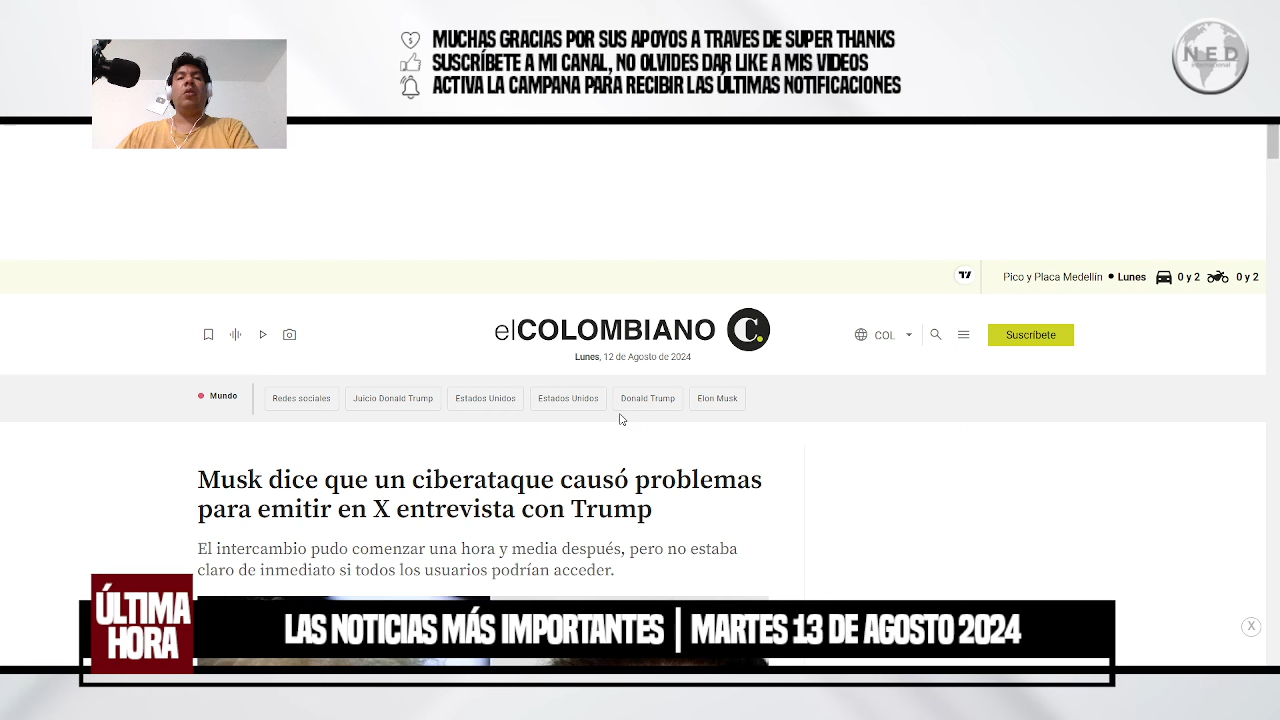 MUCHAS GRACIAS POR SUS APOYOS A TRAVES DE SUPER THANKS
SUSCRÍBETE A MI CANAL, NO OLVIDES DAR LIKE A MIS VIDEOS
ACTIVA LA CAMPANA PARA RECIBIR LAS ÚLTIMAS NOTIFICACIONES
N.E.D
international
Pico y Placa Medellín • Lunes 0 y 2 0 y 2
elCOLOMBIANO C
COL
Suscríbete
Lunes, 12 de Agosto de 2024
Mundo
Redes sociales
Juicio Donald Trump
Estados Unidos
Estados Unidos
Donald Trump
Elon Musk
Musk dice que un ciberataque causó problemas
para emitir en X entrevista con Trump
El intercambio pudo comenzar una hora y media después, pero no estaba
claro de inmediato si todos los usuarios podrían acceder.
ÚLTIMA
HORA
LAS NOTICIAS MÁS IMPORTANTES | MARTES 13 DE AGOSTO 2024
X